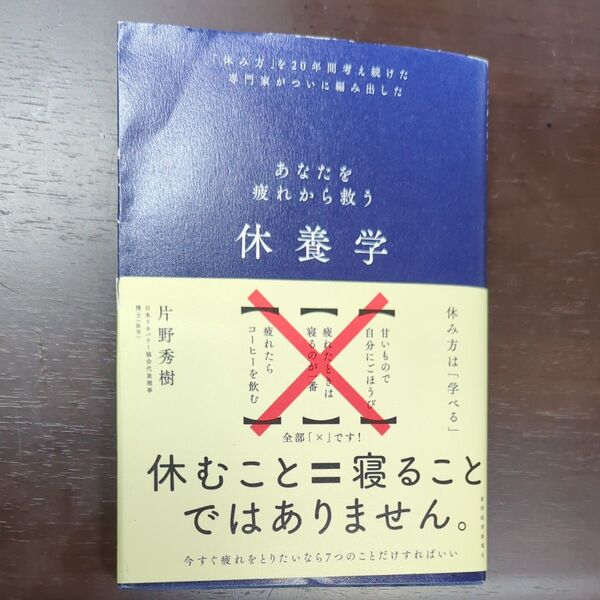 「休み方」を20年間考え続けた
専門家がついに編み出した
あなたを
疲れから救う
休養学
休み方は「学べる」
【甘いもので
自分にごほうび】
【疲れたときは
寝るのが一番】
【疲れたら
コーヒーを飲む】
全部「×」です!
片野秀樹
日本リカバリー協会代表理事
博士(医学)
休むこと=寝ること
ではありません。
東洋経済新報社
今すぐ疲れをとりたいなら7つのことだけすればいい